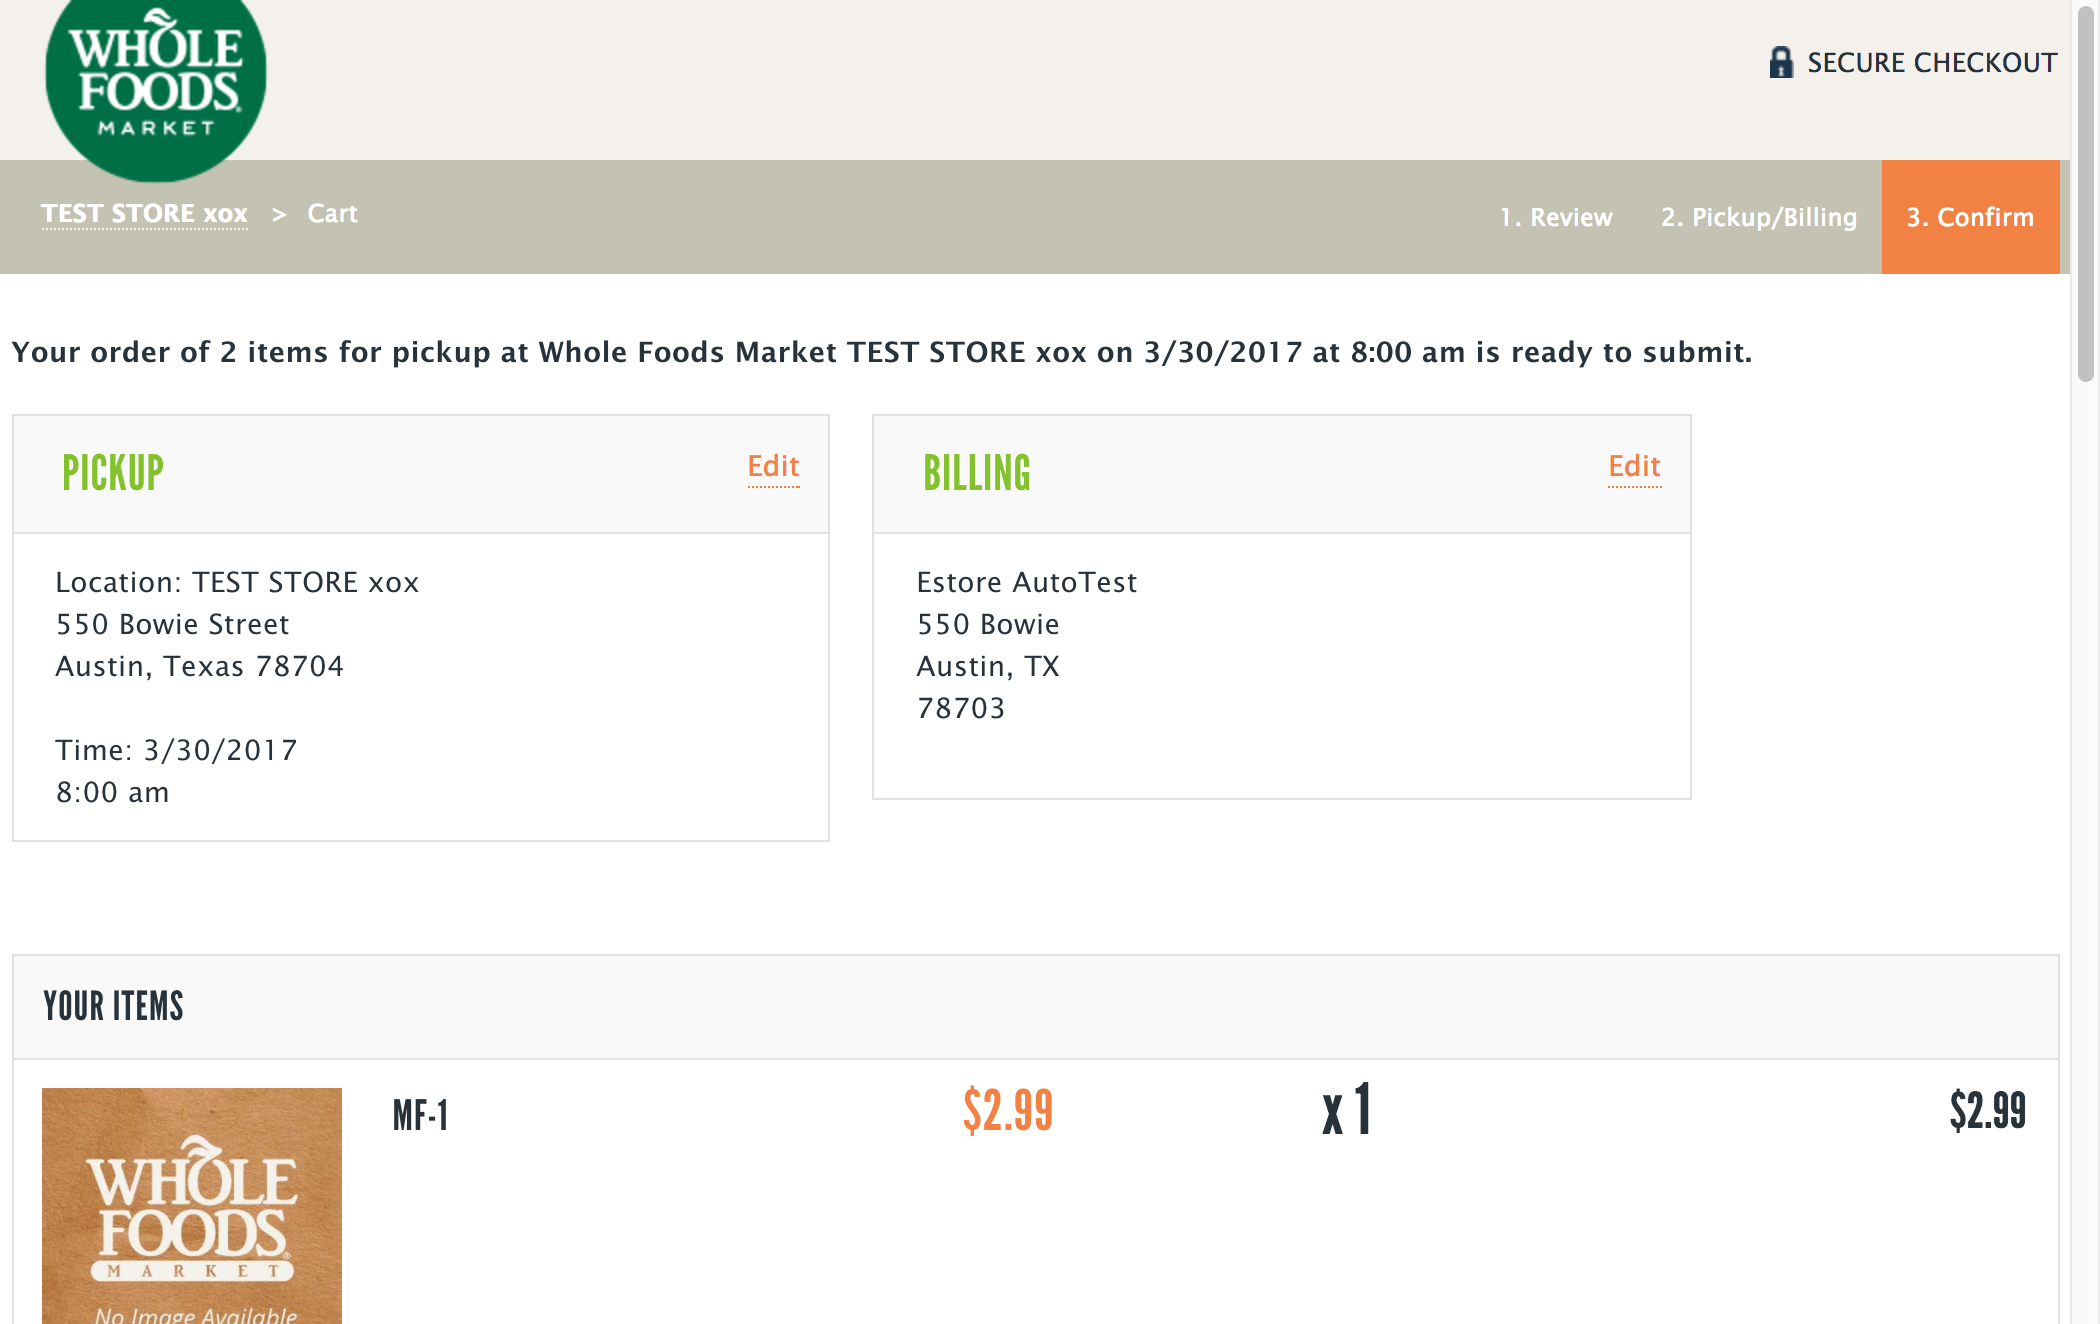 WHOLE
FOODS
MARKET
SECURE CHECKOUT
TEST STORE xox > Cart
1. Review 2. Pickup/Billing 3. Confirm
Your order of 2 items for pickup at Whole Foods Market TEST STORE xox on 3/30/2017 at 8:00 am is ready to submit.
PICKUP Edit
Location: TEST STORE xox
550 Bowie Street
Austin, Texas 78704
Time: 3/30/2017
8:00 am
BILLING Edit
Estore AutoTest
550 Bowie
Austin, TX
78703
YOUR ITEMS
MF-1 $2.99 x 1 $2.99
WHOLE
FOODS
MARKET
No Image Available